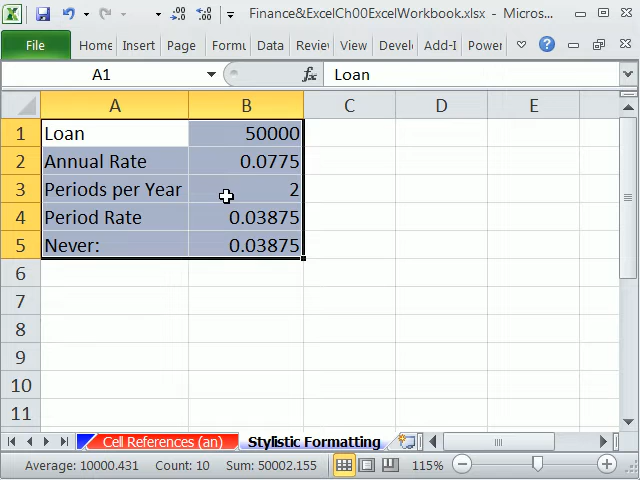 Finance&ExcelCh00ExcelWorkbook.xlsx - Micros...
File Home Insert Page Formu Data Reviev View Devel Add-I Power
A1 fx Loan
A B C D E
1 Loan 50000
2 Annual Rate 0.0775
3 Periods per Year 2
4 Period Rate 0.03875
5 Never: 0.03875
6
7
8
9
10
11
Cell References (an) Stylistic Formatting
Average: 10000.431 Count: 10 Sum: 50002.155 115%